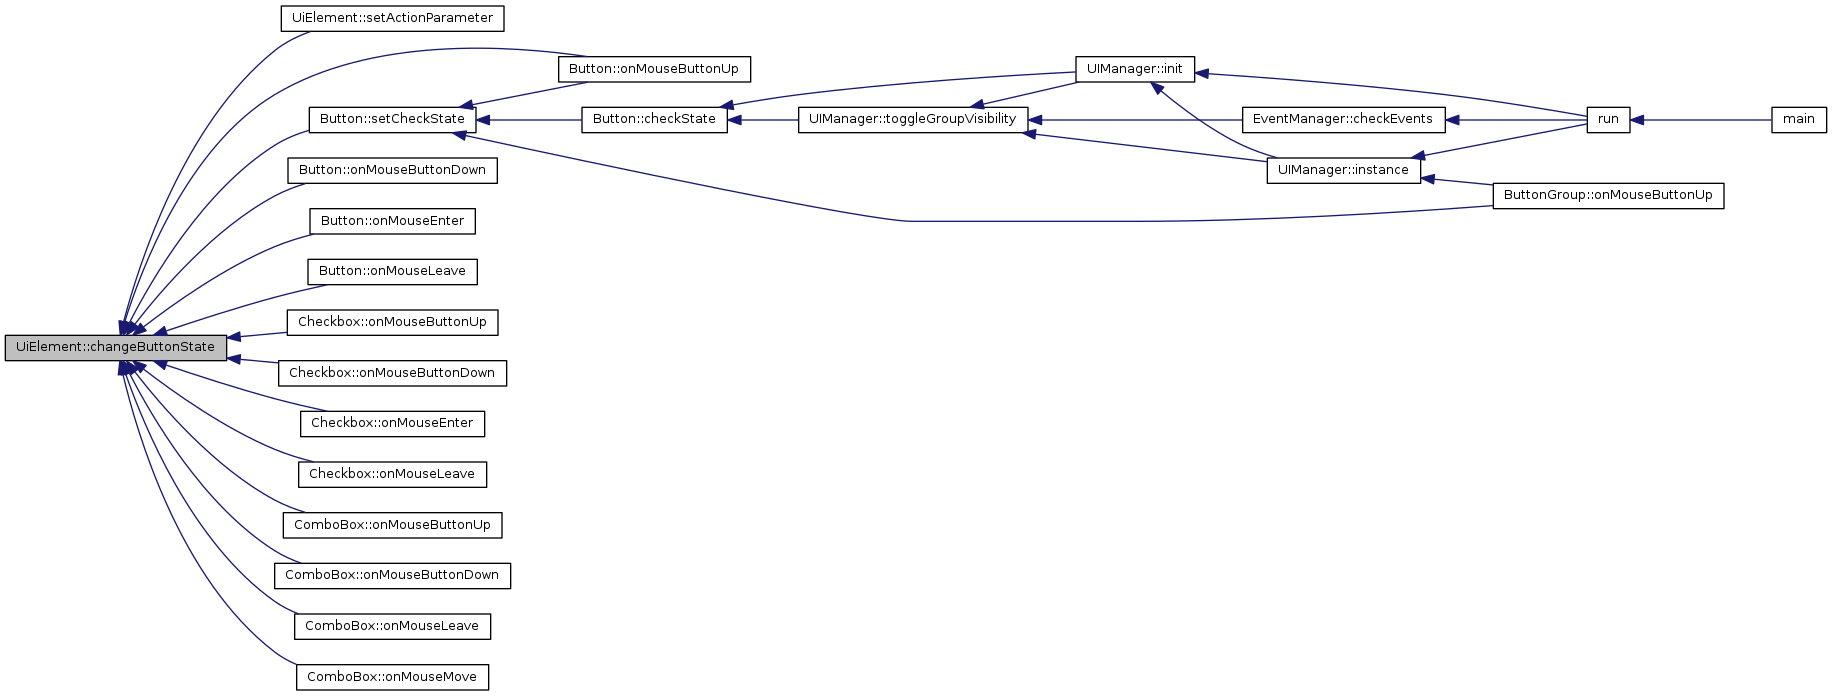 UiElement::setActionParameter
Button::onMouseButtonUp
UIManager::init
Button::setCheckState
Button::checkState
UIManager::toggleGroupVisibility
EventManager::checkEvents
run
main
Button::onMouseButtonDown
UIManager::instance
ButtonGroup::onMouseButtonUp
Button::onMouseEnter
Button::onMouseLeave
Checkbox::onMouseButtonUp
UiElement::changeButtonState
Checkbox::onMouseButtonDown
Checkbox::onMouseEnter
Checkbox::onMouseLeave
ComboBox::onMouseButtonUp
ComboBox::onMouseButtonDown
ComboBox::onMouseLeave
ComboBox::onMouseMove